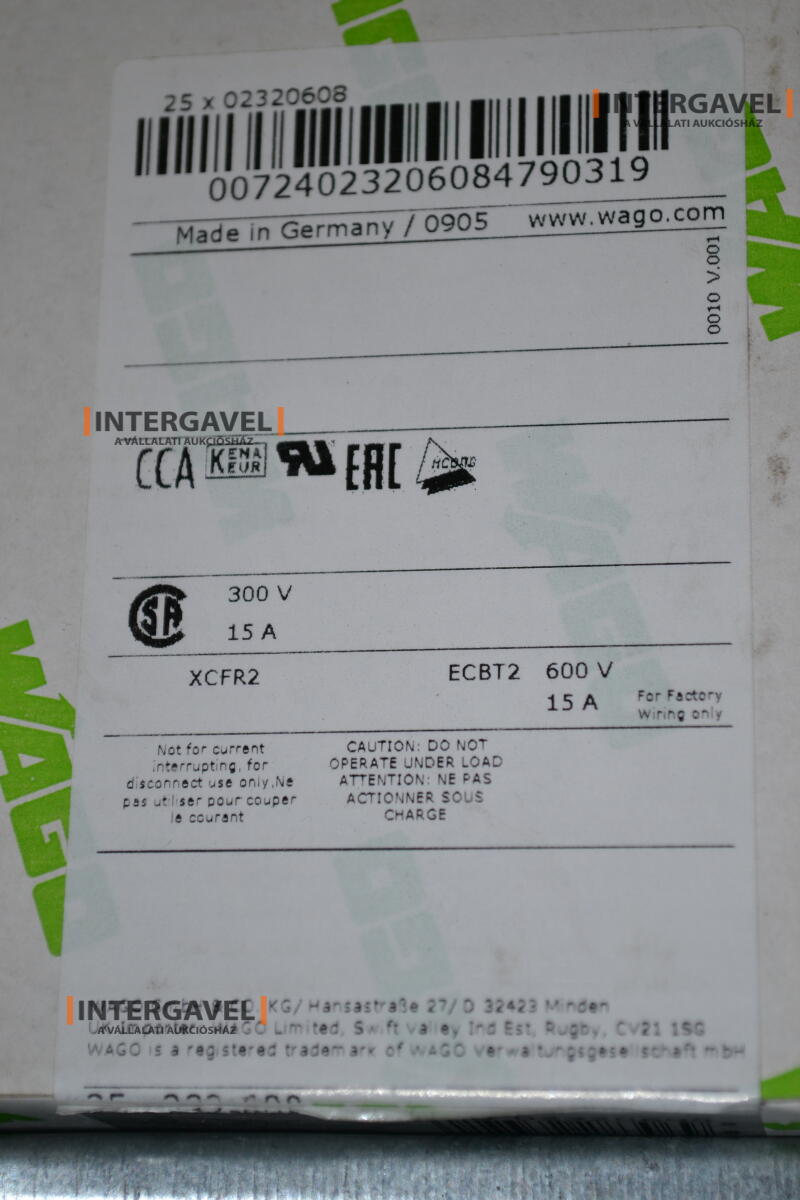 25 x 02320608
INTERGAVEL
A VÁLLALATI AUKCIÓSHÁZ
00724023206084790319
Made in Germany / 0905 www.wago.com
0010 V.001
INTERGAVEL
A VÁLLALATI AUKCIÓSHÁZ
CCA KEMA KEUR EAC
CSA 300 V
15 A
XCFR2 ECBT2 600 V
15 A For Factory
Wiring only
Not for current
interrupting, for
disconnect use only.Ne
pas utiliser pour couper
le courant
CAUTION: DO NOT
OPERATE UNDER LOAD
ATTENTION: NE PAS
ACTIONNER SOUS
CHARGE
WAGO
INTERGAVEL
A VÁLLALATI AUKCIÓSHÁZ
KG/ Hansastraße 27/ D 32423 Minden
WAGO Limited, Swift Valley Ind Est, Rugby, CV21 1SG
WAGO is a registered trademark of WAGO Verwaltungsgesellschaft mbH